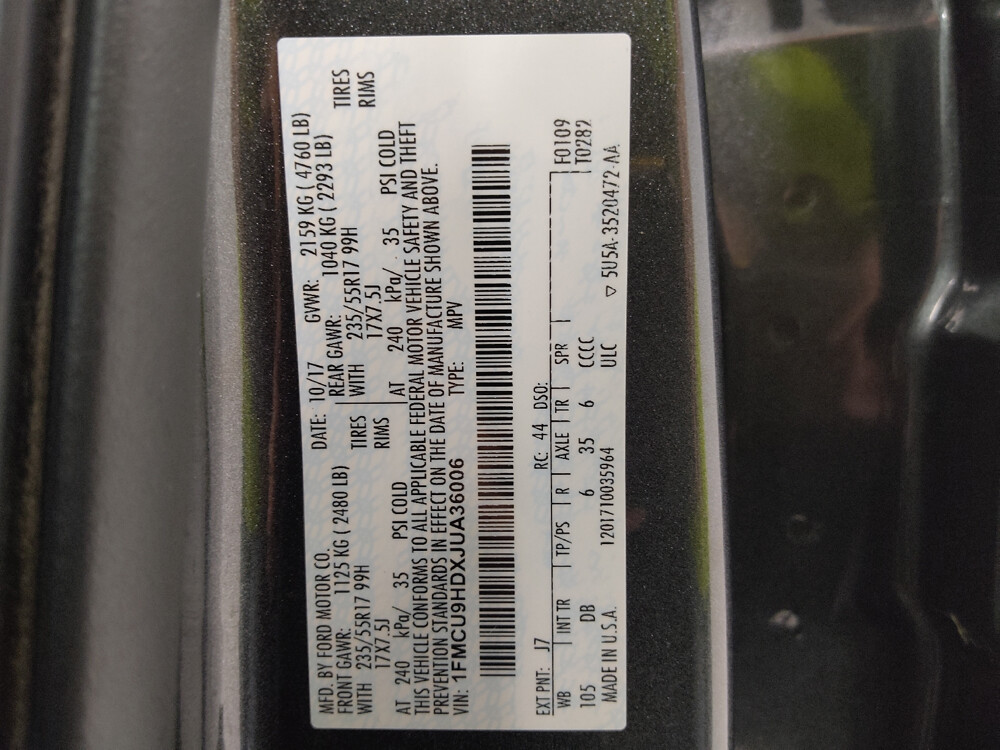 MFD. BY FORD MOTOR CO. DATE: 10/17 GVWR: 2159 KG ( 4760 LB)
FRONT GAWR: 1125 KG ( 2480 LB) REAR GAWR: 1040 KG ( 2293 LB)
WITH 235/55R17 99H TIRES WITH 235/55R17 99H TIRES
17X7.5J RIMS 17X7.5J RIMS
AT 240 kPa/ 35 PSI COLD AT 240 kPa/ 35 PSI COLD
THIS VEHICLE CONFORMS TO ALL APPLICABLE FEDERAL MOTOR VEHICLE SAFETY AND THEFT
PREVENTION STANDARDS IN EFFECT ON THE DATE OF MANUFACTURE SHOWN ABOVE.
VIN: 1FMCU9HDXJUA36006 TYPE: MPV
EXT PNT: J7 RC: 44 DSO: F0109
WB INT TR TP/PS R AXLE TR SPR T0282
105 DB 6 35 6 CCCC
MADE IN U.S.A. 1201710035964 ULC ▽ 5U5A-3520472-AA